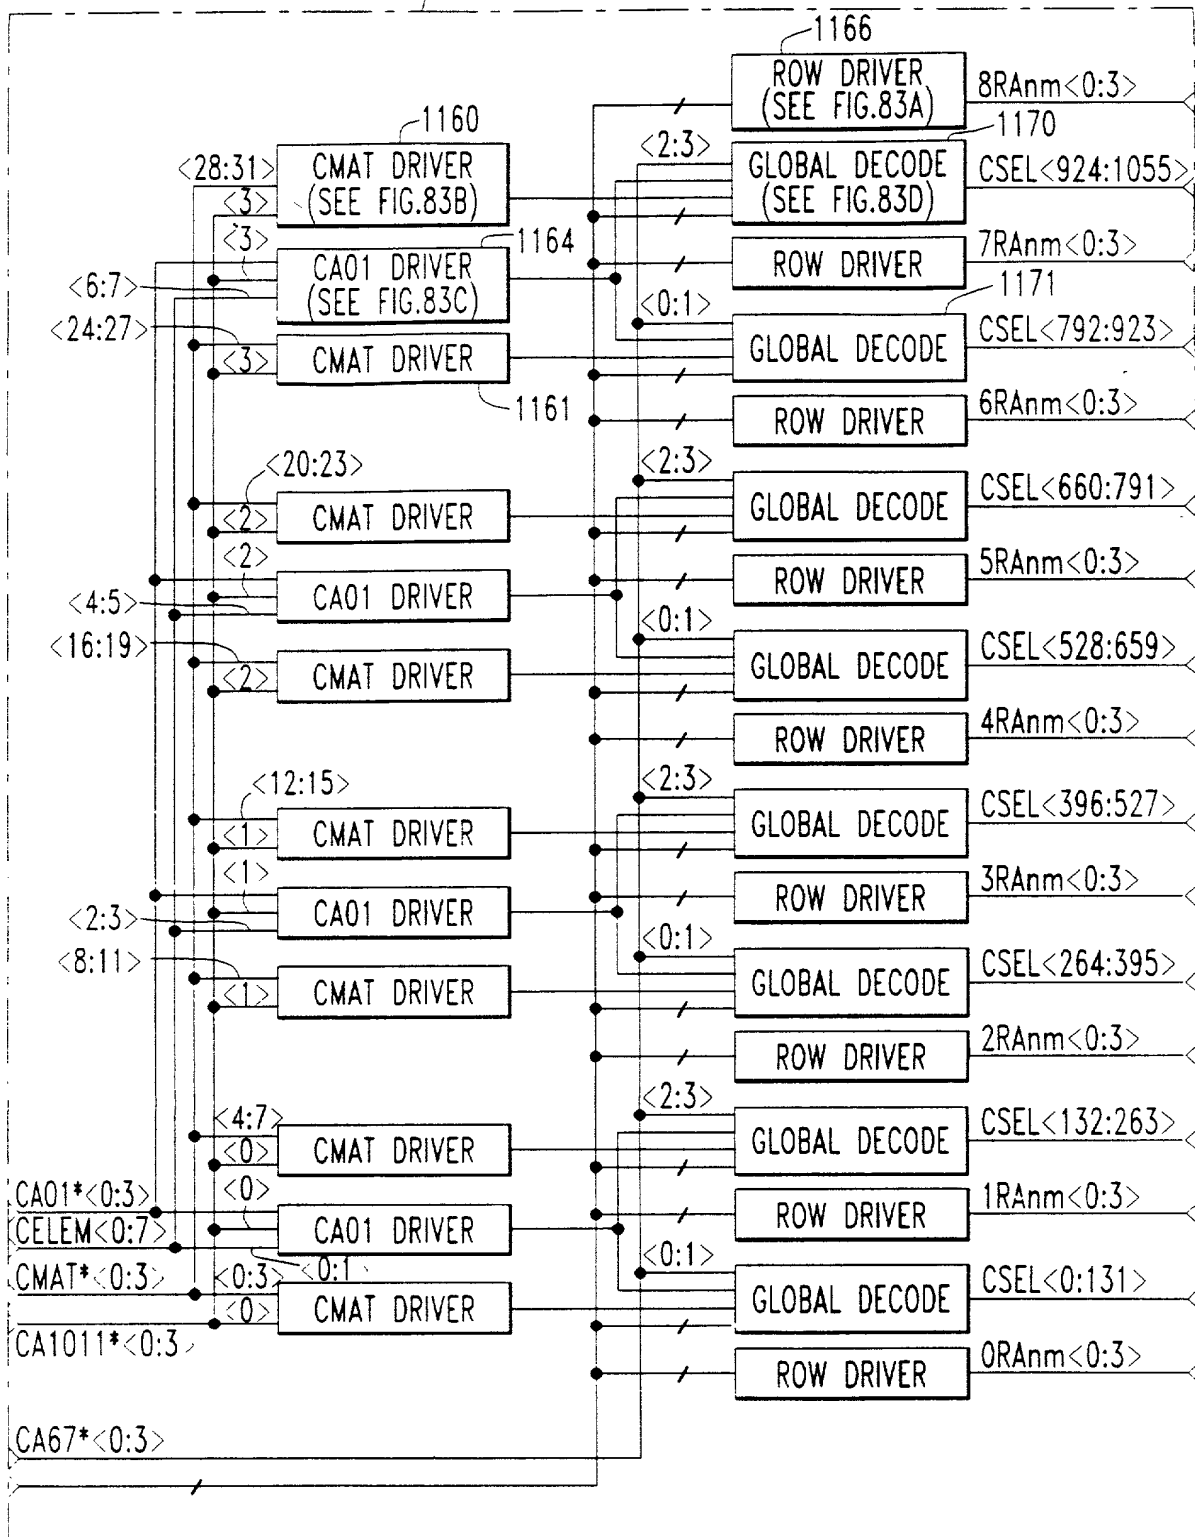 1166
ROW DRIVER
(SEE FIG.83A)
8RAnm<0:3>
1160
1170
<28:31>
CMAT DRIVER
(SEE FIG.83B)
<2:3>
GLOBAL DECODE
(SEE FIG.83D)
CSEL<924:1055>
<3>
<3>
1164
CA01 DRIVER
(SEE FIG.83C)
ROW DRIVER
7RAnm<0:3>
<6:7>
1171
<24:27>
<0:1>
<3>
CMAT DRIVER
GLOBAL DECODE
CSEL<792:923>
1161
ROW DRIVER
6RAnm<0:3>
<20:23>
<2:3>
<2>
CMAT DRIVER
GLOBAL DECODE
CSEL<660:791>
<2>
ROW DRIVER
5RAnm<0:3>
<4:5>
CA01 DRIVER
<0:1>
<16:19>
<2>
CMAT DRIVER
GLOBAL DECODE
CSEL<528:659>
ROW DRIVER
4RAnm<0:3>
<12:15>
<2:3>
<1>
CMAT DRIVER
GLOBAL DECODE
CSEL<396:527>
<1>
ROW DRIVER
3RAnm<0:3>
<2:3>
CA01 DRIVER
<0:1>
<8:11>
<1>
CMAT DRIVER
GLOBAL DECODE
CSEL<264:395>
ROW DRIVER
2RAnm<0:3>
<4:7>
<2:3>
<0>
CMAT DRIVER
GLOBAL DECODE
CSEL<132:263>
CA01*<0:3>
<0>
ROW DRIVER
1RAnm<0:3>
CELEM<0:7>
CA01 DRIVER
<0:1
<0:1>
CMAT*<0:3>
<0:3>
<0>
CMAT DRIVER
GLOBAL DECODE
CSEL<0:131>
CA1011*<0:3>
ROW DRIVER
0RAnm<0:3>
CA67*<0:3>